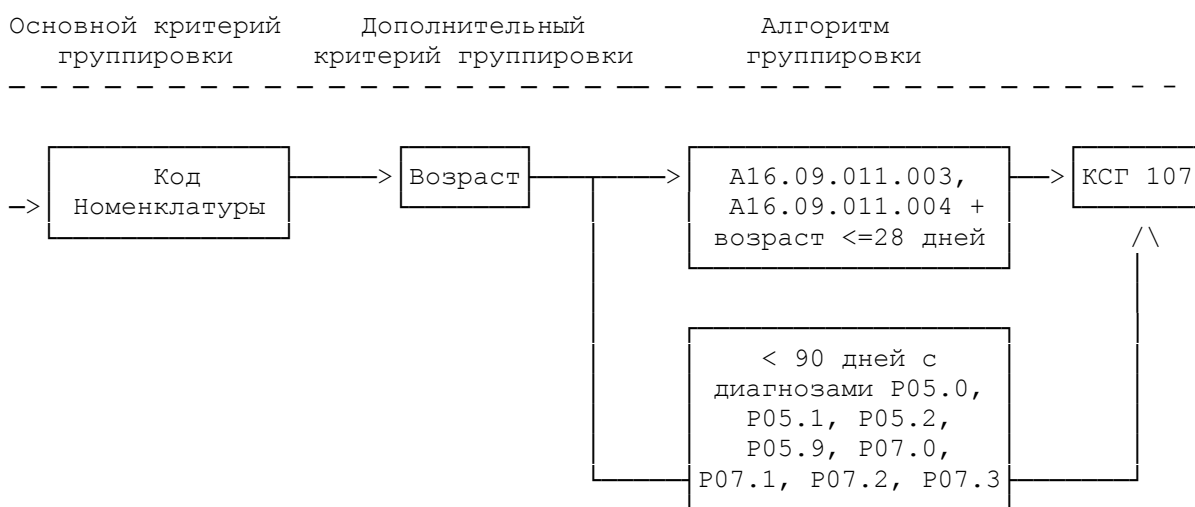 Основной критерий группировки
Дополнительный критерий группировки
Алгоритм группировки
Код
Номенклатуры
Возраст
A16.09.011.003,
A16.09.011.004 +
возраст <=28 дней
КСГ 107
< 90 дней с
диагнозами P05.0,
P05.1, P05.2,
P05.9, P07.0,
P07.1, P07.2, P07.3